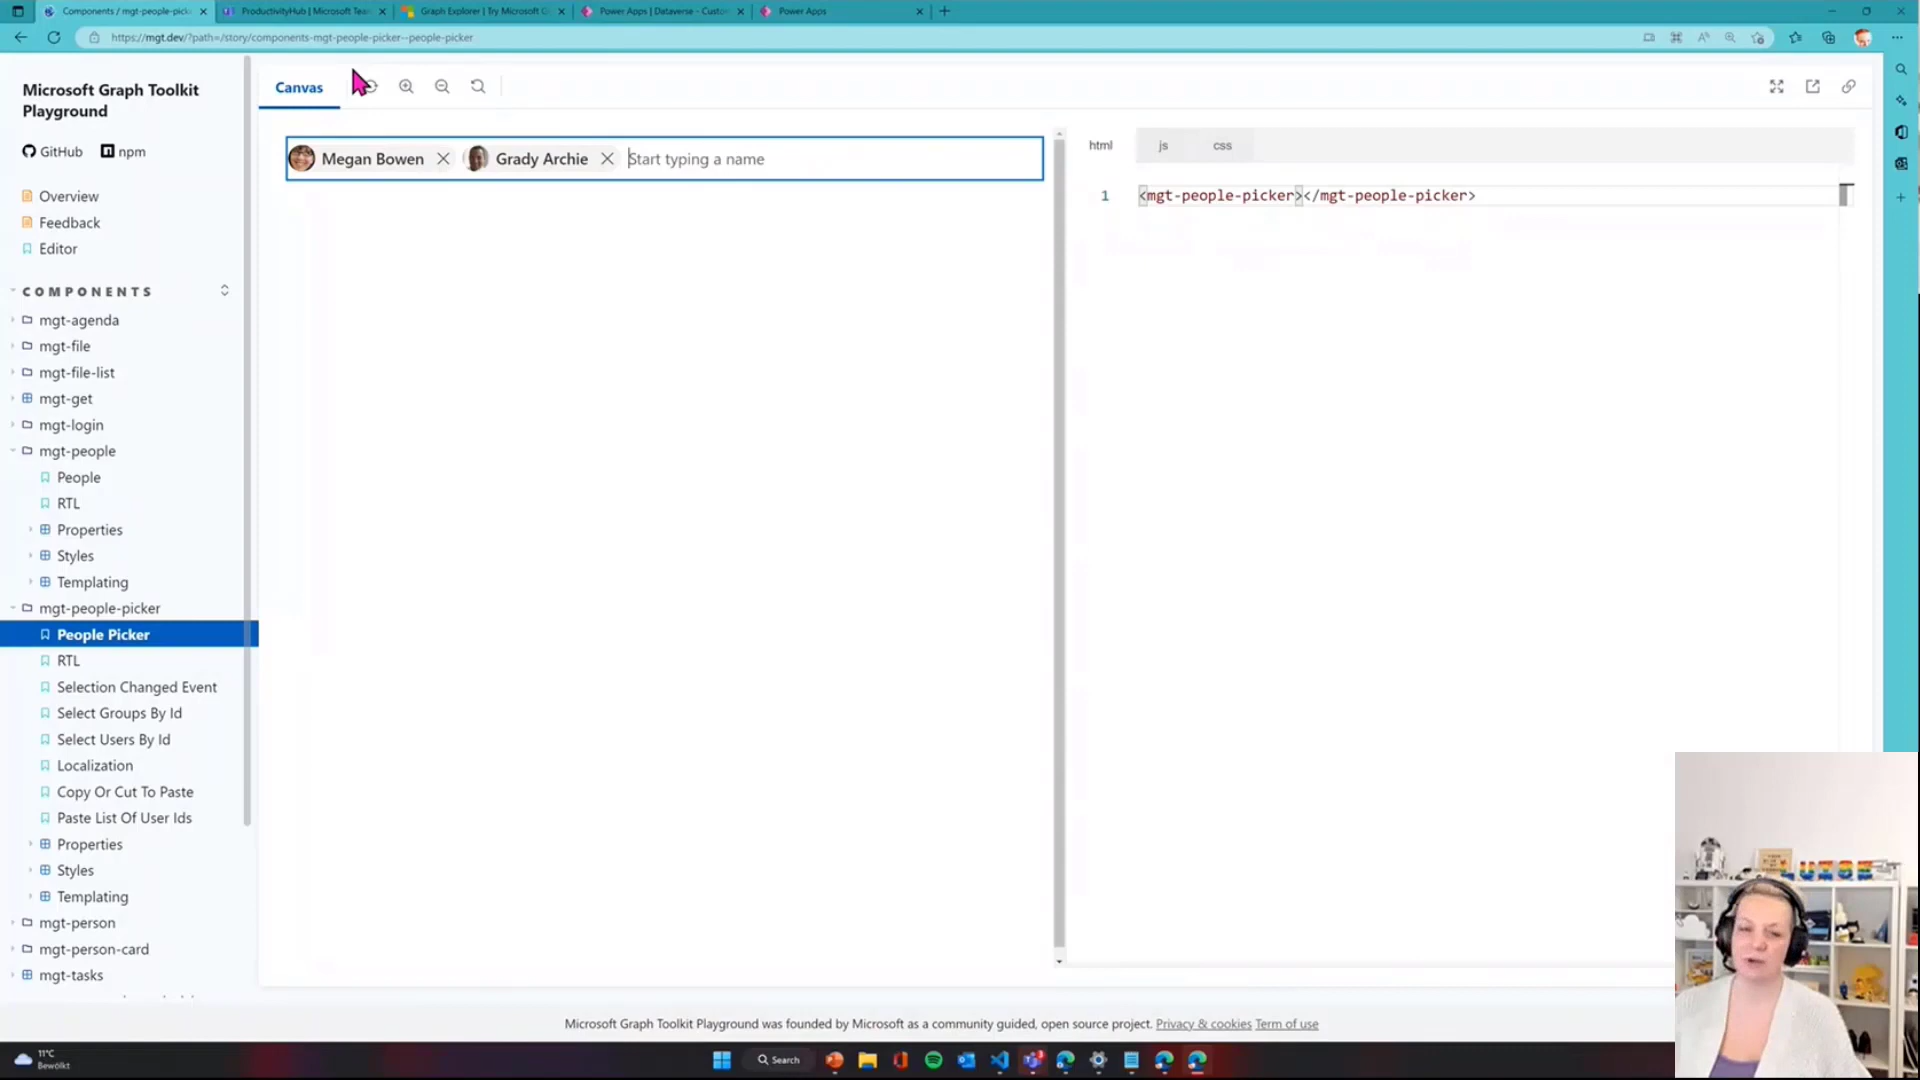 Components / mgt-people-pick
ProductivityHub | Microsoft Team
Graph Explorer | Try Microsoft G
Power Apps | Dataverse - Custo
Power Apps
https://mgt.dev/?path=/story/components-mgt-people-picker--people-picker
Microsoft Graph Toolkit
Playground
GitHub npm
Overview
Feedback
Editor
COMPONENTS
mgt-agenda
mgt-file
mgt-file-list
mgt-get
mgt-login
mgt-people
People
RTL
Properties
Styles
Templating
mgt-people-picker
People Picker
RTL
Selection Changed Event
Select Groups By Id
Select Users By Id
Localization
Copy Or Cut To Paste
Paste List Of User Ids
Properties
Styles
Templating
mgt-person
mgt-person-card
mgt-tasks
Canvas
Megan Bowen Grady Archie Start typing a name
html js css
1 <mgt-people-picker></mgt-people-picker>
Microsoft Graph Toolkit Playground was founded by Microsoft as a community guided, open source project. Privacy & cookies Term of use
11°C
Bewölkt
Search